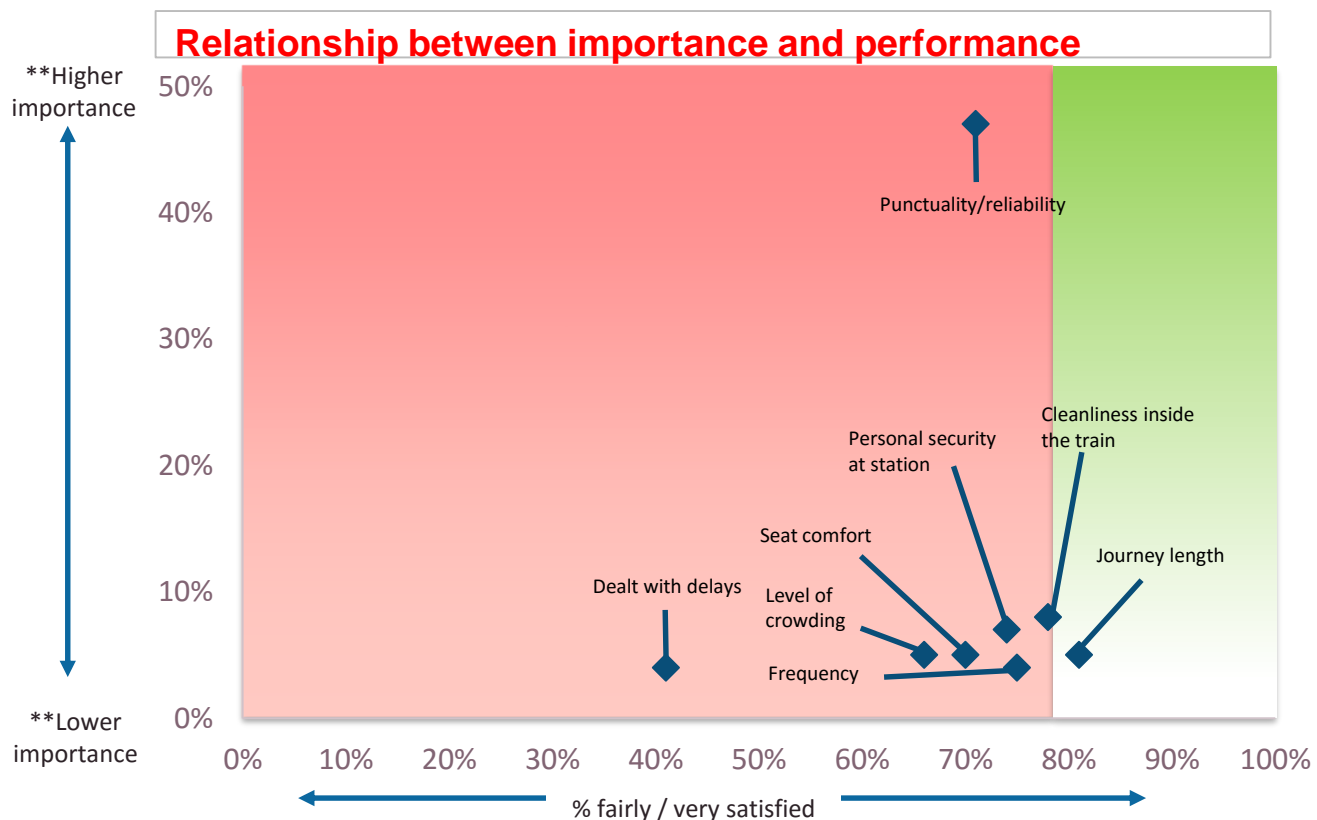 Relationship between importance and performance
**Higher
importance
50%
40%
30%
20%
10%
0%
**Lower
importance
Punctuality/reliability
Cleanliness inside
the train
Personal security
at station
Seat comfort
Journey length
Dealt with delays
Level of
crowding
Frequency
0%
10%
20%
30%
40%
50%
60%
70%
80%
90%
100%
% fairly / very satisfied